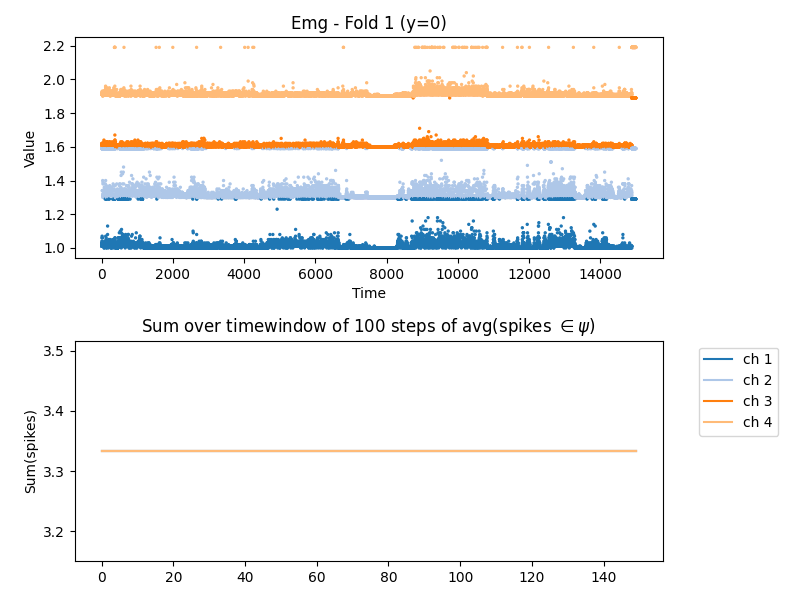 Emg - Fold 1 (y=0)
2.2
2.0
1.8
1.6
1.4
1.2
1.0
Value
0 2000 4000 6000 8000 10000 12000 14000
Time
Sum over timewindow of 100 steps of avg(spikes ∈ψ)
3.5
3.4
3.3
3.2
Sum(spikes)
0 20 40 60 80 100 120 140
ch 1
ch 2
ch 3
ch 4